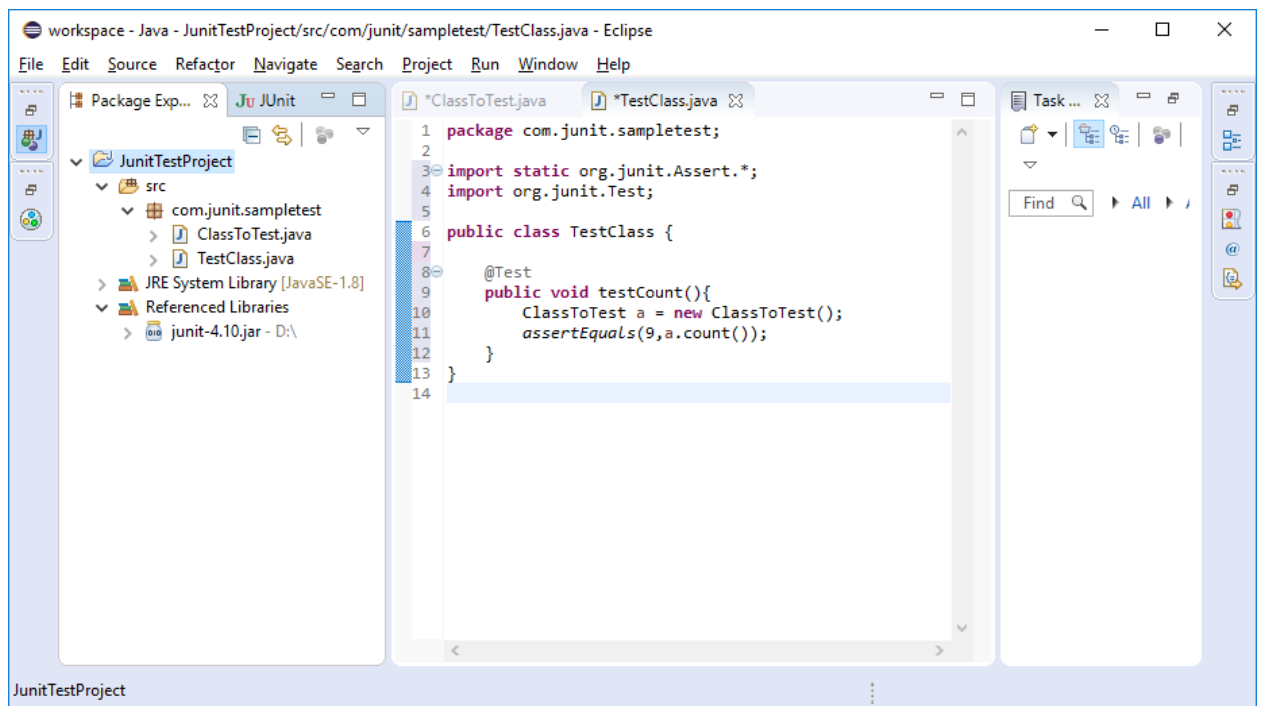 workspace - Java - JunitTestProject/src/com/junit/sampletest/TestClass.java - Eclipse
File Edit Source Refactor Navigate Search Project Run Window Help
Package Exp... JUnit
JunitTestProject
src
com.junit.sampletest
ClassToTest.java
TestClass.java
JRE System Library [JavaSE-1.8]
Referenced Libraries
junit-4.10.jar - D:\
*ClassToTest.java *TestClass.java
1 package com.junit.sampletest;
2
3 import static org.junit.Assert.*;
4 import org.junit.Test;
5
6 public class TestClass {
7
8 @Test
9 public void testCount(){
10 ClassToTest a = new ClassToTest();
11 assertEquals(9,a.count());
12 }
13 }
14
Task ...
Find All
JunitTestProject